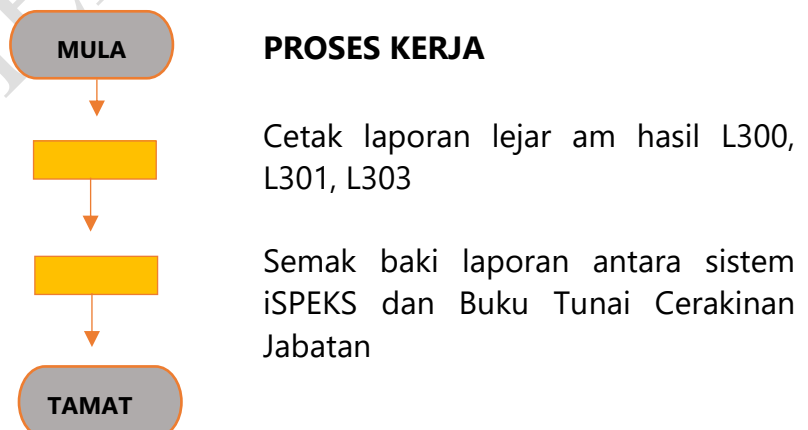 MULA
PROSES KERJA
Cetak laporan lejar am hasil L300,
L301, L303
Semak baki laporan antara sistem
iSPEKS dan Buku Tunai Cerakinan
Jabatan
TAMAT